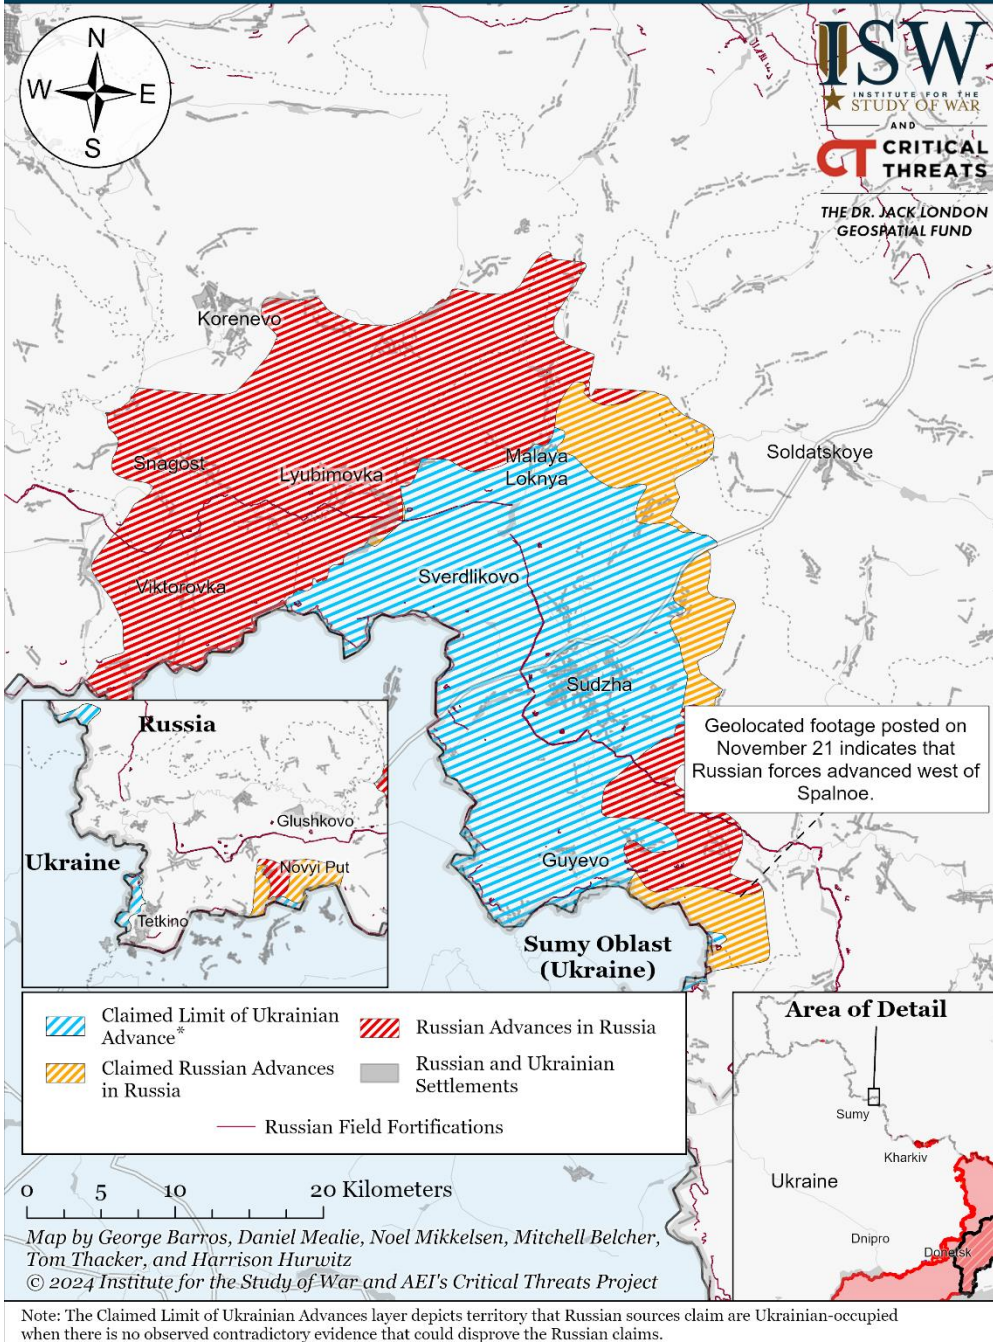 N
W
E
S
ISW
INSTITUTE FOR THE
STUDY OF WAR
AND
CT CRITICAL
THREATS
THE DR. JACK LONDON
GEOSPATIAL FUND
Korenevo
Snagost
Lyubimovka
Malaya
Loknya
Soldatskoye
Viktorovka
Sverdlikovo
Sudzha
Geolocated footage posted on
November 21 indicates that
Russian forces advanced west of
Spalnoe.
Guyevo
Sumy Oblast
(Ukraine)
Russia
Glushkovo
Ukraine
Novyi Put
Tetkino
Claimed Limit of Ukrainian
Advance*
Russian Advances in Russia
Claimed Russian Advances
in Russia
Russian and Ukrainian
Settlements
Russian Field Fortifications
Area of Detail
Sumy
Kharkiv
Ukraine
Dnipro
Donetsk
0 5 10 20 Kilometers
Map by George Barros, Daniel Mealie, Noel Mikkelsen, Mitchell Belcher,
Tom Thacker, and Harrison Hurwitz
© 2024 Institute for the Study of War and AEI's Critical Threats Project
Note: The Claimed Limit of Ukrainian Advances layer depicts territory that Russian sources claim are Ukrainian-occupied
when there is no observed contradictory evidence that could disprove the Russian claims.